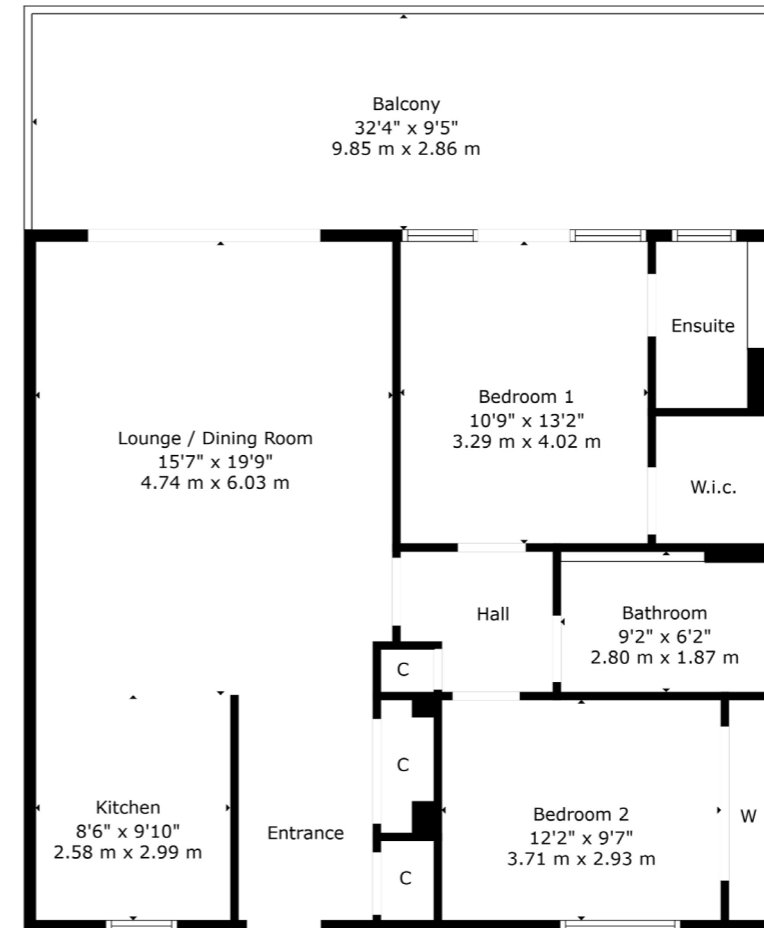 Balcony
32'4" x 9'5"
9.85 m x 2.86 m
Ensuite
Bedroom 1
10'9" x 13'2"
3.29 m x 4.02 m
Lounge / Dining Room
15'7" x 19'9"
4.74 m x 6.03 m
W.i.c.
Hall
Bathroom
9'2" x 6'2"
2.80 m x 1.87 m
C
C
Kitchen
8'6" x 9'10"
2.58 m x 2.99 m
Entrance
Bedroom 2
12'2" x 9'7"
3.71 m x 2.93 m
W
C